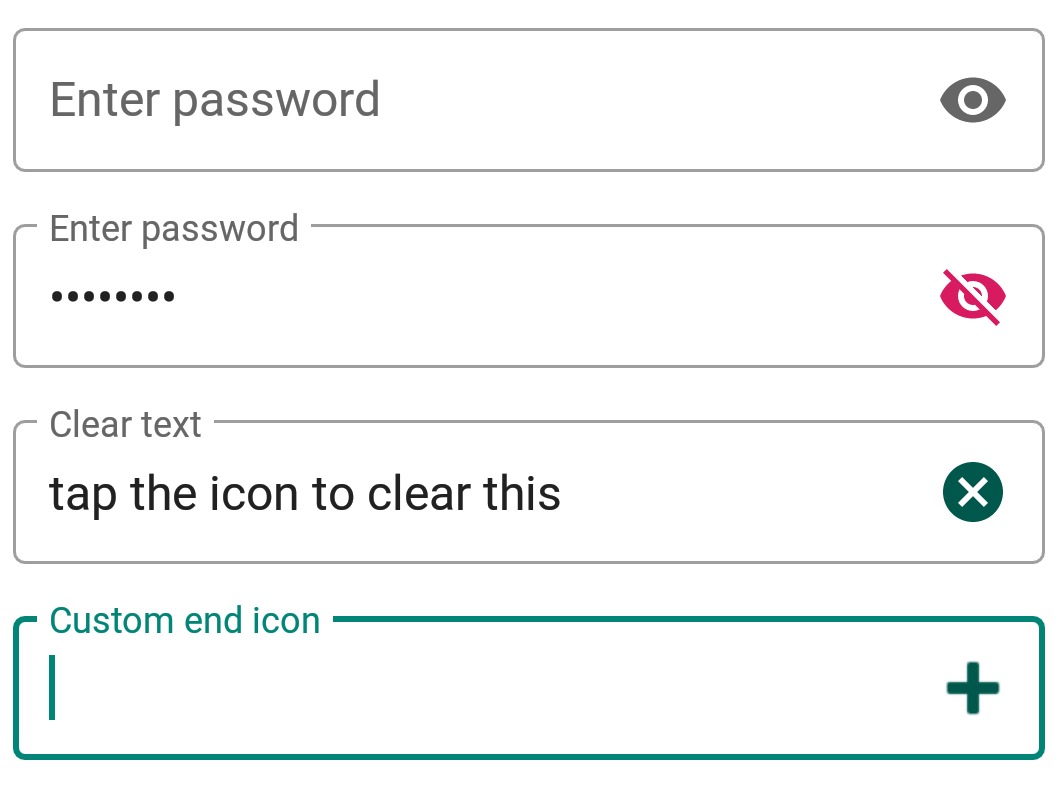 Enter password
Enter password
••••••••
Clear text
tap the icon to clear this
Custom end icon